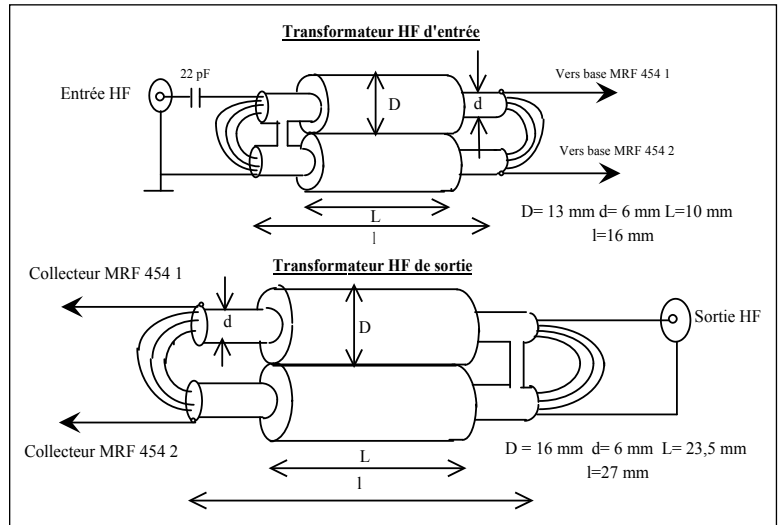 Transformateur HF d'entrée
22 pF
Entrée HF
D
d
Vers base MRF 454 1
Vers base MRF 454 2
L
l
D= 13 mm d= 6 mm L=10 mm
l=16 mm
Transformateur HF de sortie
Collecteur MRF 454 1
d
D
Sortie HF
Collecteur MRF 454 2
L
l
D = 16 mm d= 6 mm L= 23,5 mm
l=27 mm